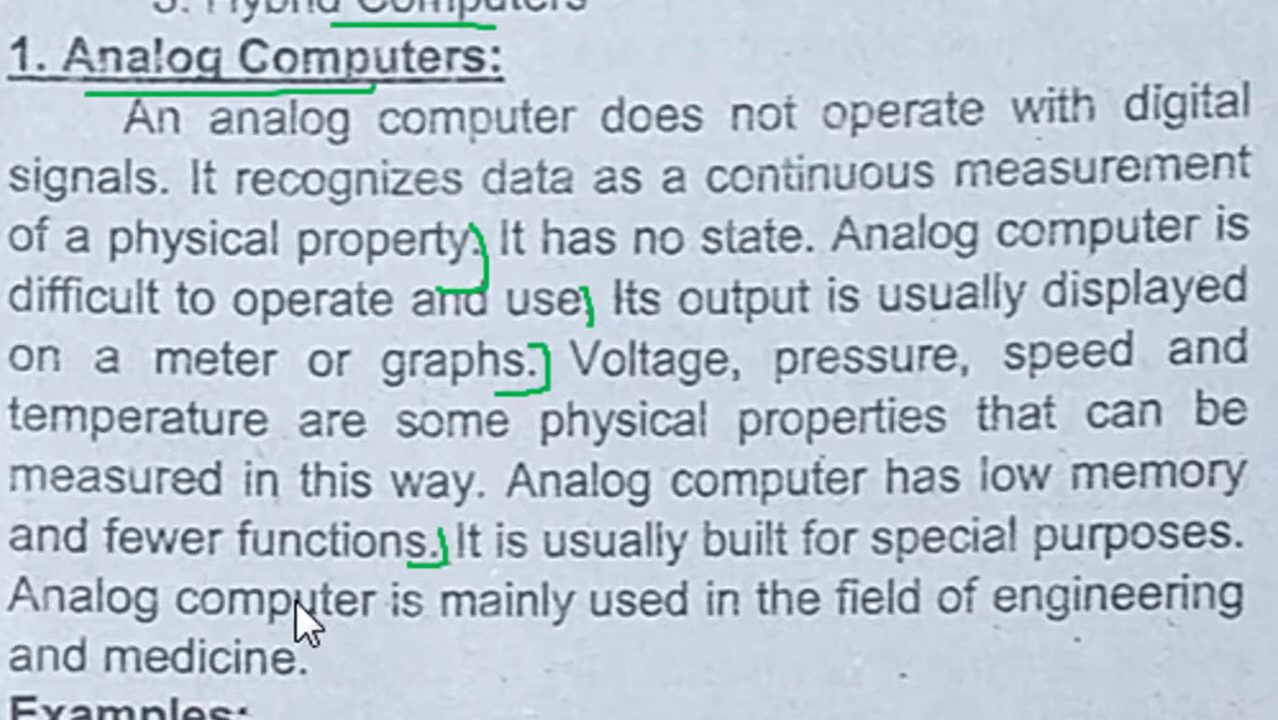 3. Hybrid Computers
1. Analog Computers:
An analog computer does not operate with digital
signals. It recognizes data as a continuous measurement
of a physical property. It has no state. Analog computer is
difficult to operate and use. Its output is usually displayed
on a meter or graphs. Voltage, pressure, speed and
temperature are some physical properties that can be
measured in this way. Analog computer has low memory
and fewer functions. It is usually built for special purposes.
Analog computer is mainly used in the field of engineering
and medicine.
Examples: